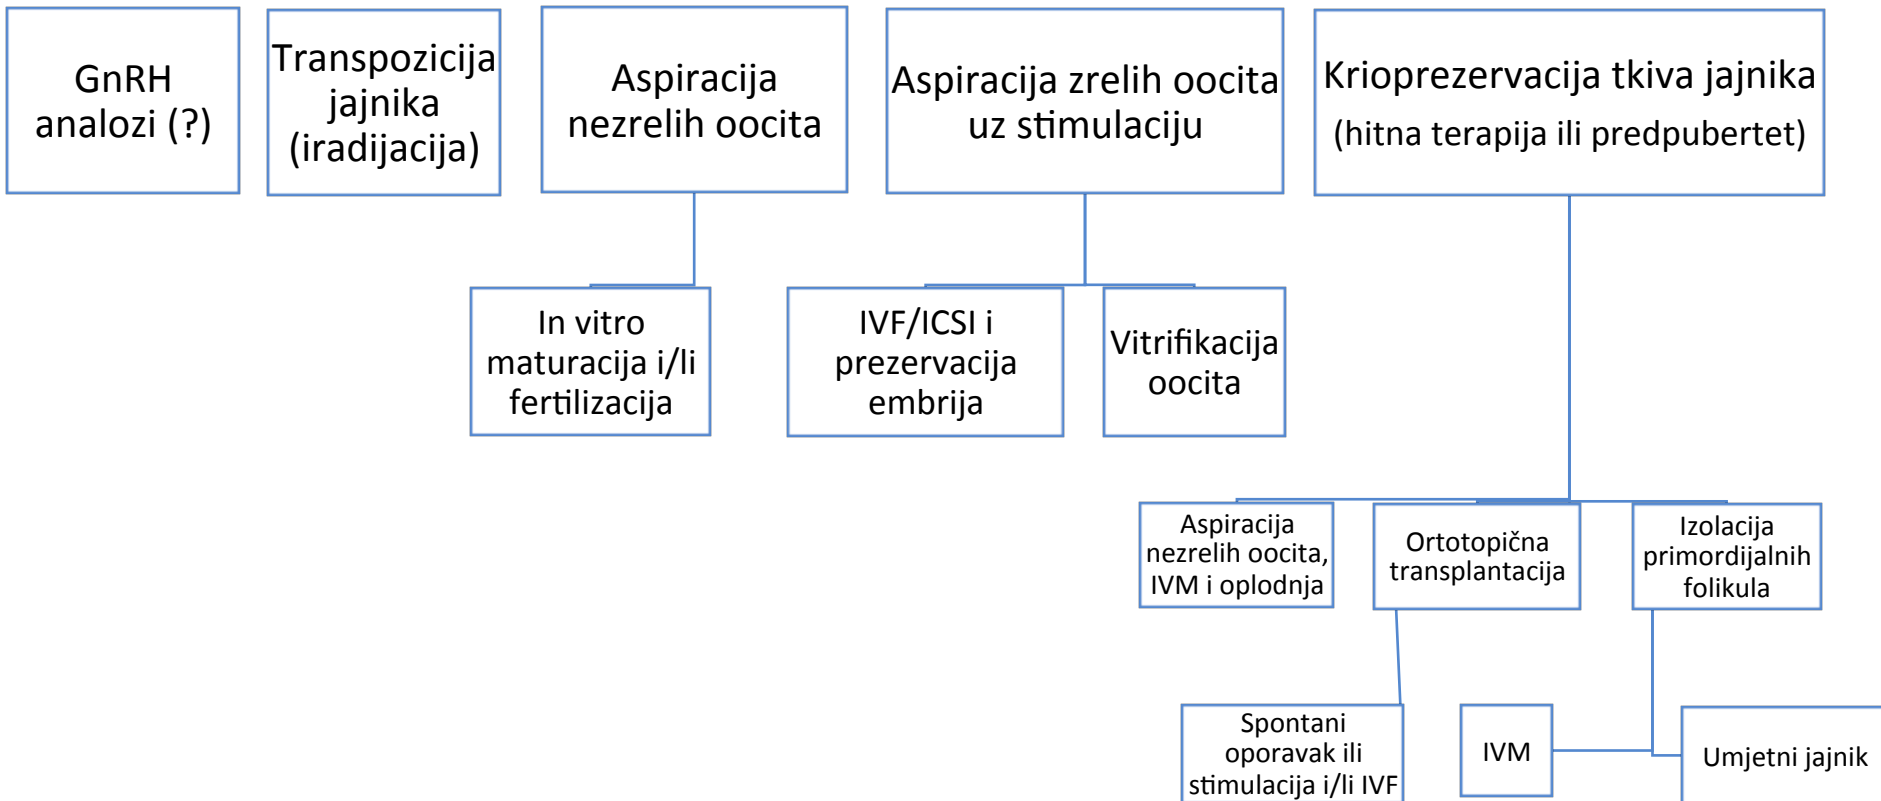 GnRH
analozi (?)
Transpozicija
jajnika
(iradijacija)
Aspiracija
nezrelih oocita
Aspiracija zrelih oocita
uz stimulaciju
Krioprezervacija tkiva jajnika
(hitna terapija ili predpubertet)
In vitro
maturacija i/li
fertilizacija
IVF/ICSI i
prezervacija
embrija
Vitrifikacija
oocita
Aspiracija
nezrelih oocita,
IVM i oplodnja
Ortotopična
transplantacija
Izolacija
primordijalnih
folikula
Spontani
oporavak ili
stimulacija i/li IVF
IVM
Umjetni jajnik